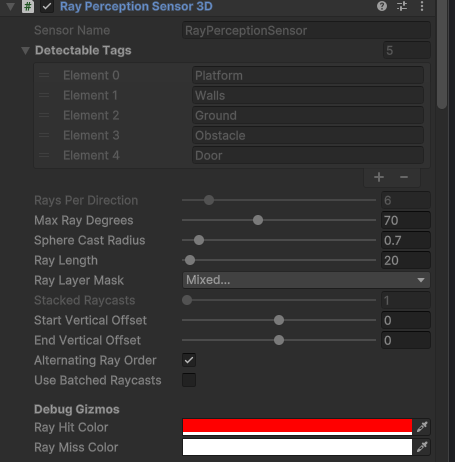 Ray Perception Sensor 3D
Sensor Name RayPerceptionSensor
Detectable Tags 5
Element 0 Platform
Element 1 Walls
Element 2 Ground
Element 3 Obstacle
Element 4 Door
+ −
Rays Per Direction 6
Max Ray Degrees 70
Sphere Cast Radius 0.7
Ray Length 20
Ray Layer Mask Mixed...
Stacked Raycasts 1
Start Vertical Offset 0
End Vertical Offset 0
Alternating Ray Order
Use Batched Raycasts
Debug Gizmos
Ray Hit Color
Ray Miss Color